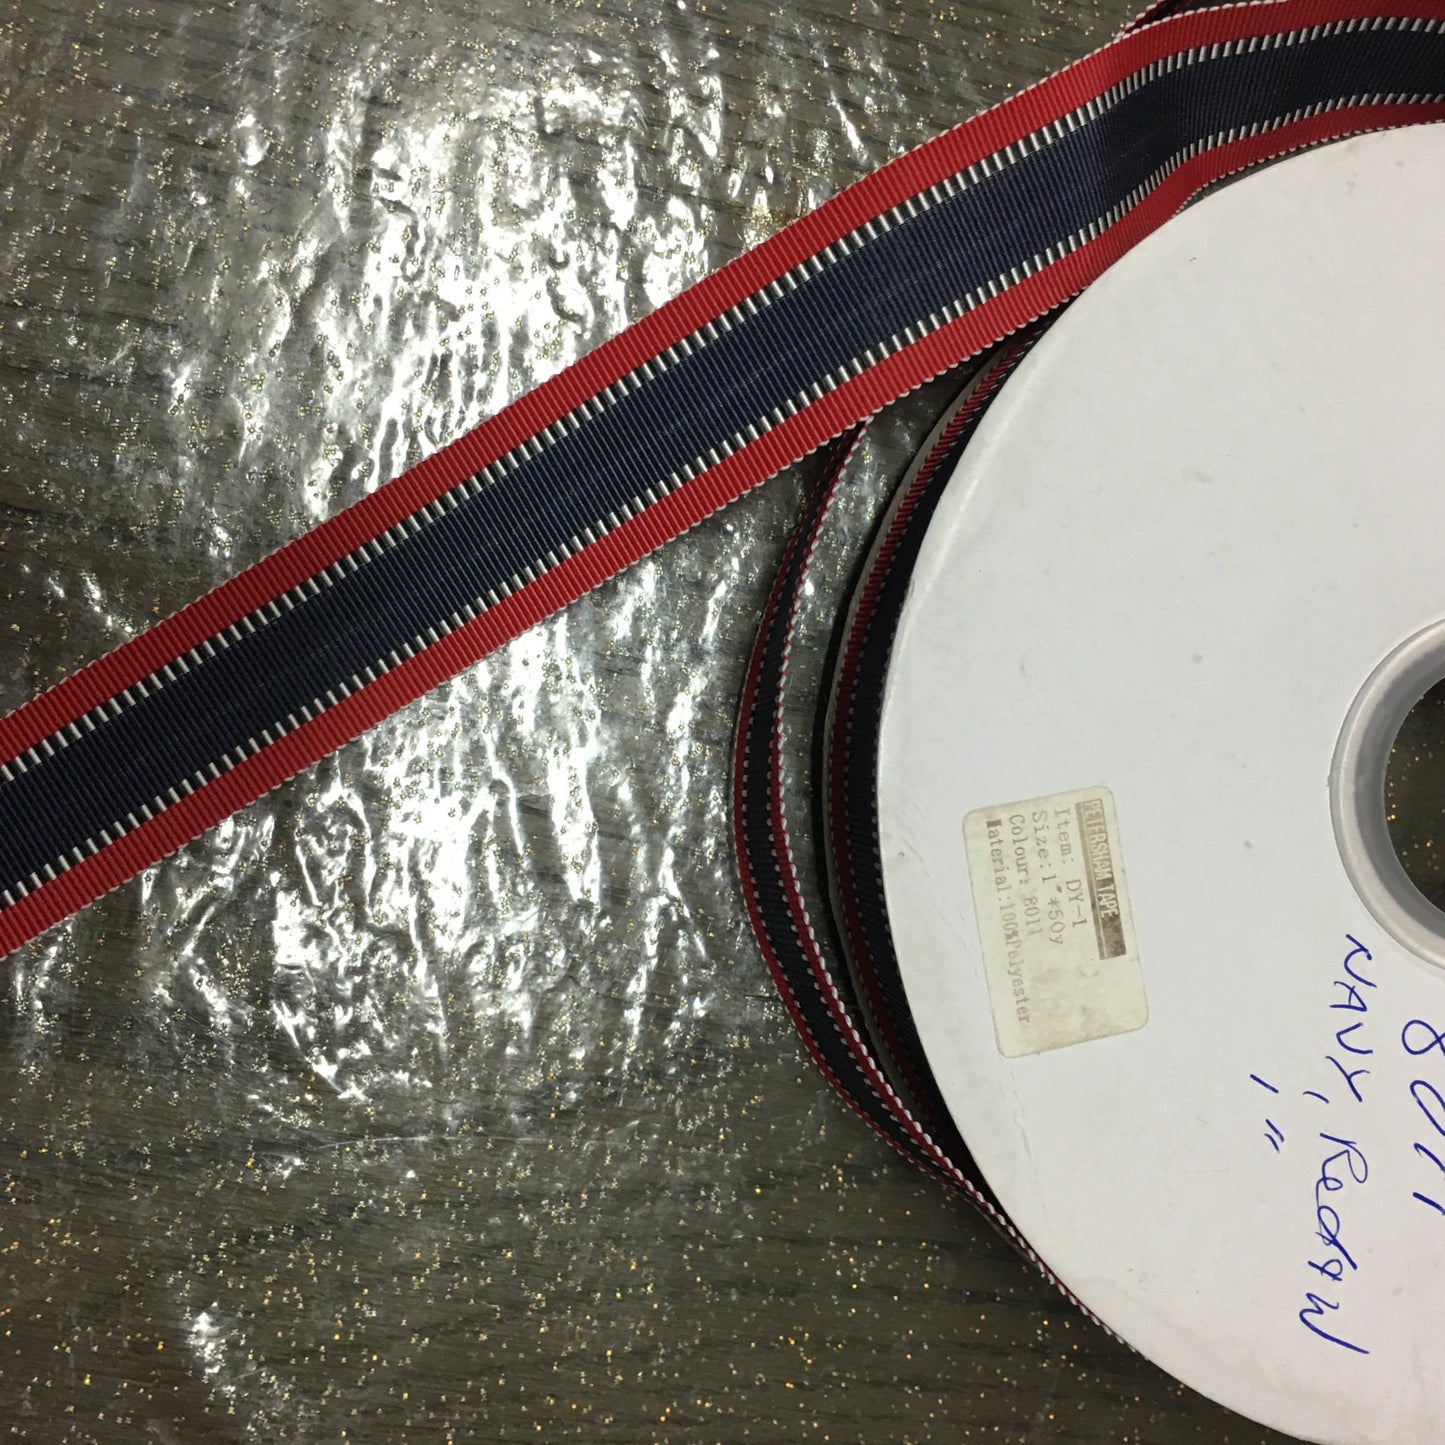 PETERSHAM TAPE
Item: DY-1
Size:1"*50y
Colour:8011
Material:100%Polyester
8011
NAVY, Red & W
1"